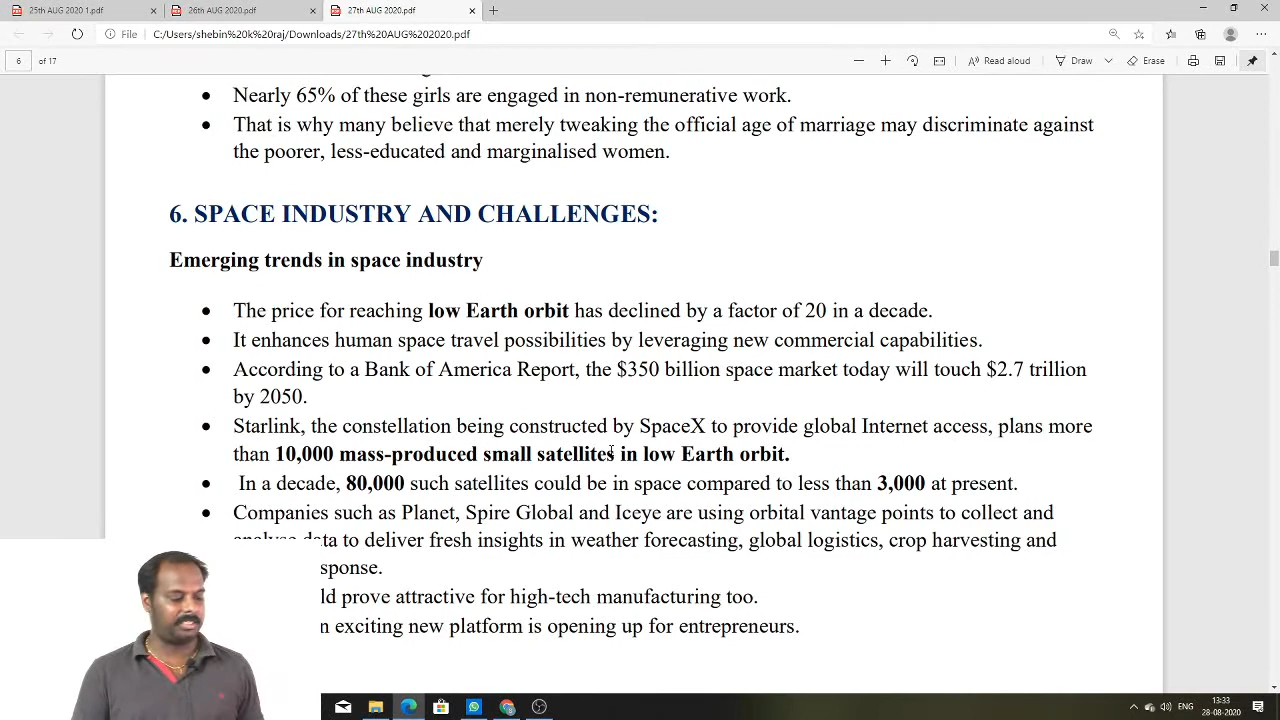 25th AUG 2020 1.pdf
26th AUG 2020.pdf
27th AUG 2020.pdf
File
C:/Users/shebin%20k%20raj/Downloads/27th%20AUG%202020.pdf
6 of 17
Read aloud
Draw
Erase
• Nearly 65% of these girls are engaged in non-remunerative work.
• That is why many believe that merely tweaking the official age of marriage may discriminate against
the poorer, less-educated and marginalised women.
6. SPACE INDUSTRY AND CHALLENGES:
Emerging trends in space industry
• The price for reaching low Earth orbit has declined by a factor of 20 in a decade.
• It enhances human space travel possibilities by leveraging new commercial capabilities.
• According to a Bank of America Report, the $350 billion space market today will touch $2.7 trillion
by 2050.
• Starlink, the constellation being constructed by SpaceX to provide global Internet access, plans more
than 10,000 mass-produced small satellites in low Earth orbit.
• In a decade, 80,000 such satellites could be in space compared to less than 3,000 at present.
• Companies such as Planet, Spire Global and Iceye are using orbital vantage points to collect and
analyse data to deliver fresh insights in weather forecasting, global logistics, crop harvesting and
sponse.
ld prove attractive for high-tech manufacturing too.
n exciting new platform is opening up for entrepreneurs.
ENG
13:33
28-08-2020